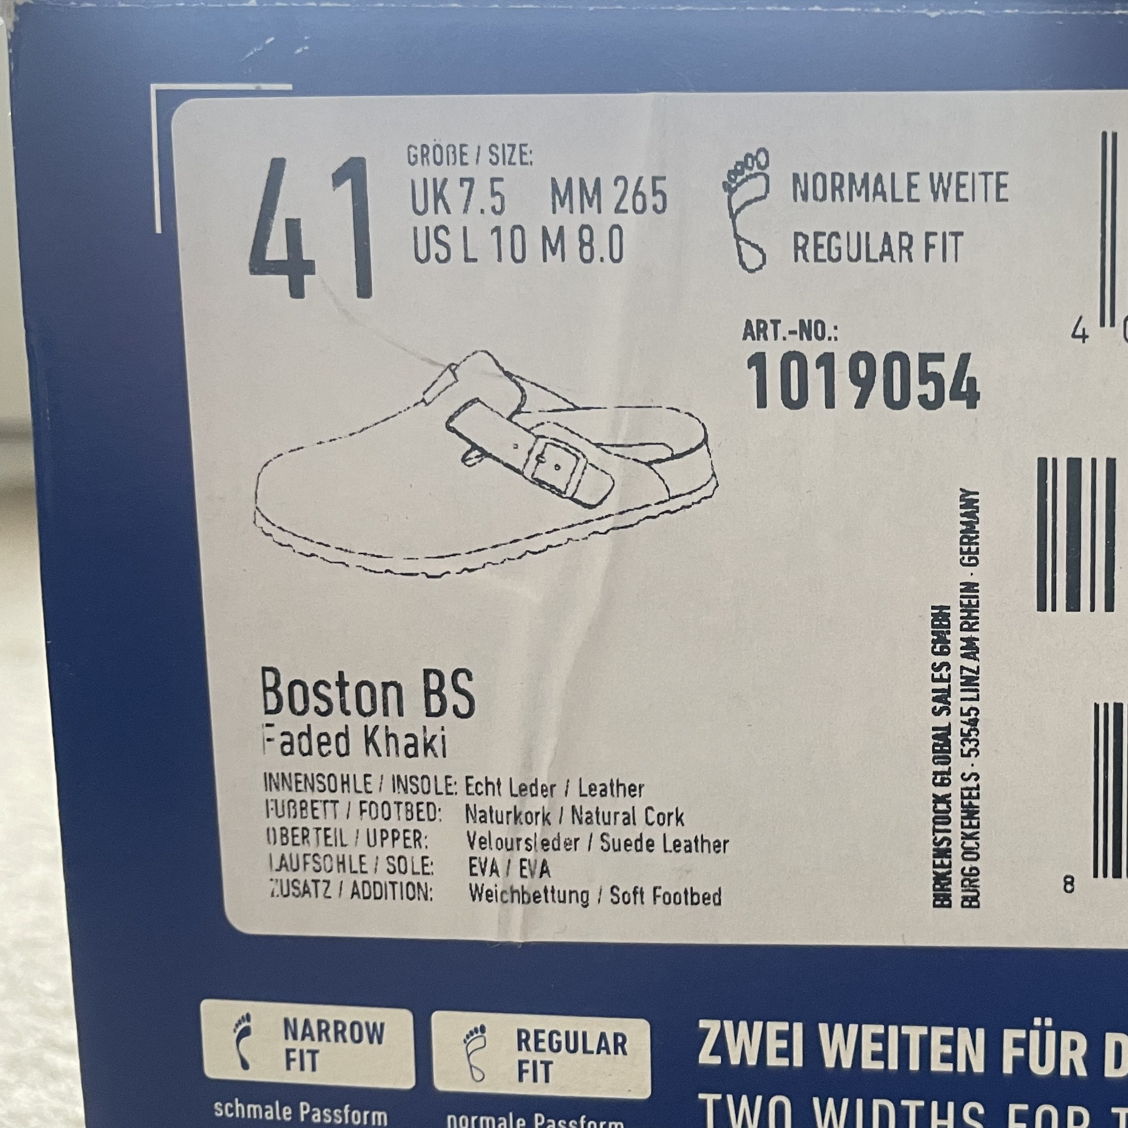 41
GRÖßE / SIZE:
UK 7.5 MM 265
US L 10 M 8.0
NORMALE WEITE
REGULAR FIT
ART.-NO.:
1019054
4
Boston BS
Faded Khaki
INNENSOHLE / INSOLE: Echt Leder / Leather
FUßBETT / FOOTBED: Naturkork / Natural Cork
OBERTEIL / UPPER: Veloursleder / Suede Leather
LAUFSOHLE / SOLE: EVA / EVA
ZUSATZ / ADDITION: Weichbettung / Soft Footbed
BIRKENSTOCK GLOBAL SALES GMBH
BURG OCKENFELS · 53545 LINZ AM RHEIN · GERMANY
8
NARROW
FIT
schmale Passform
REGULAR
FIT
normale Passform
ZWEI WEITEN FÜR D
TWO WIDTHS FOR T